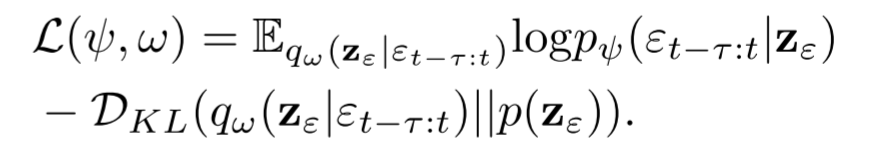 ℒ(ψ, ω) = 𝔼_{q_ω(𝐳_ε|ε_{t−τ:t})} log p_ψ(ε_{t−τ:t}|𝐳_ε)
− 𝒟_{KL}(q_ω(𝐳_ε|ε_{t−τ:t})||p(𝐳_ε)).